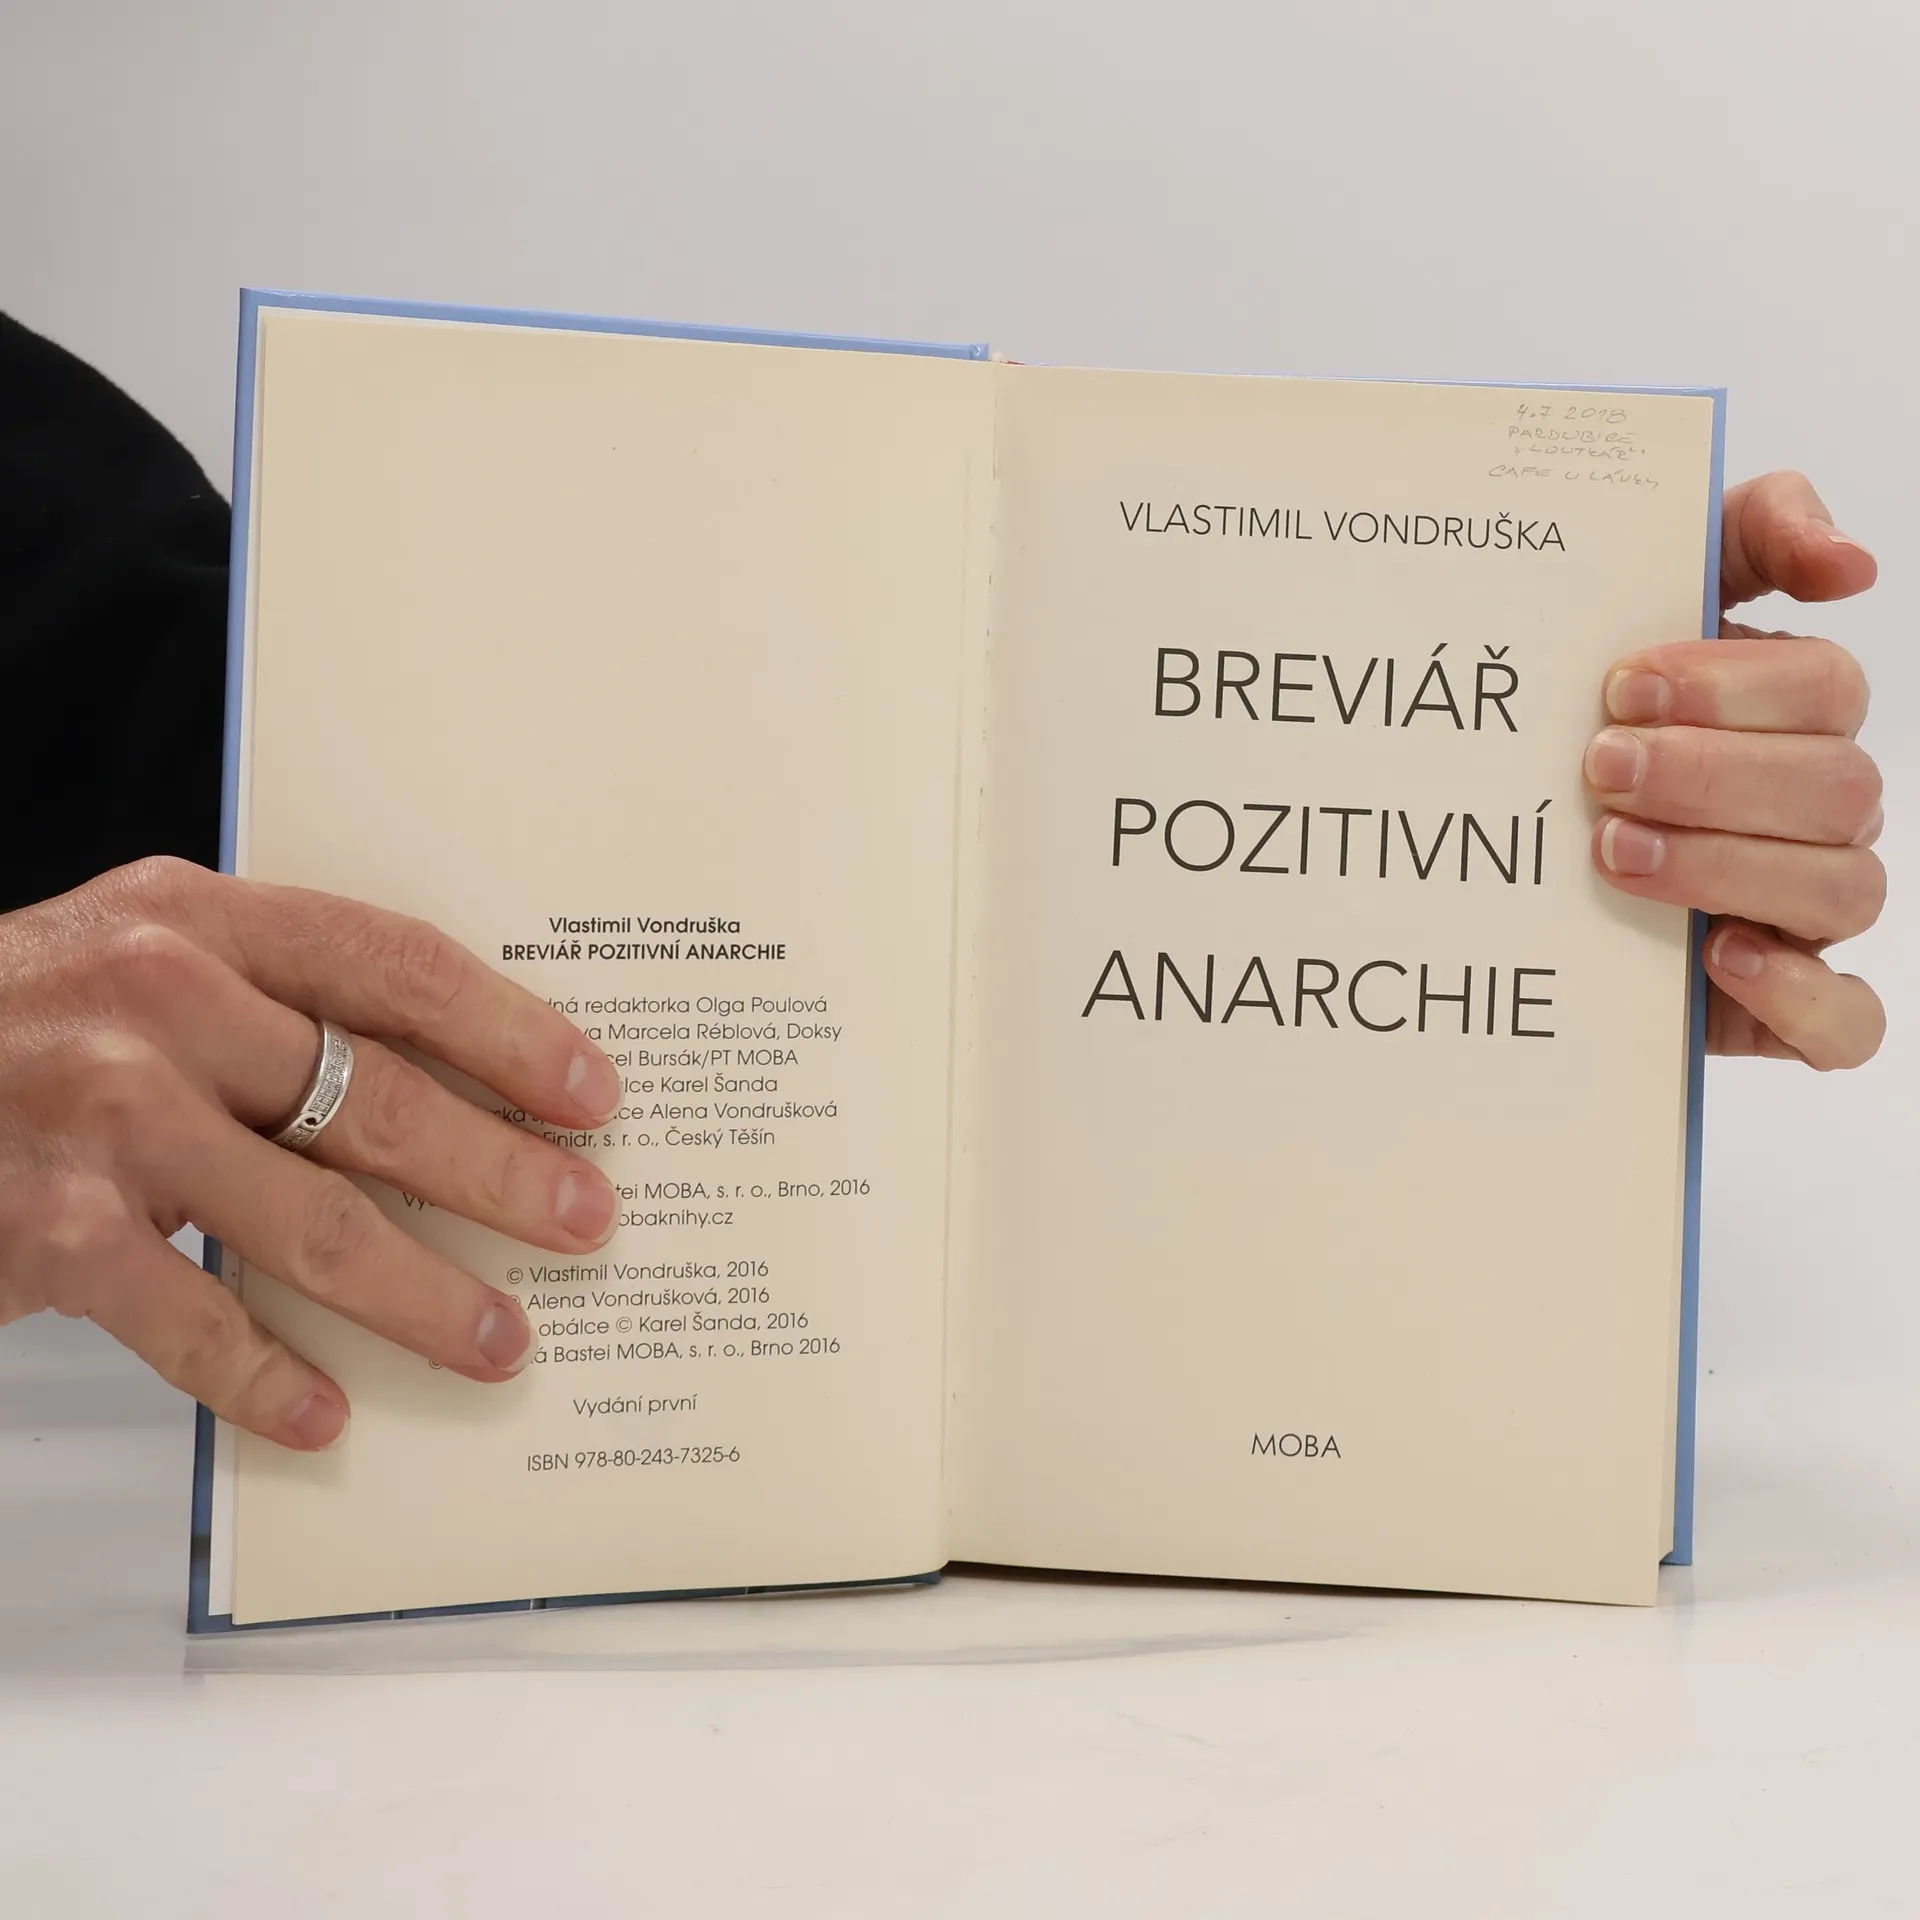 Vlastimil Vondruška
BREVIÁŘ POZITIVNÍ ANARCHIE
redaktorka Olga Poulová
Marcela Réblová, Doksy
Bursák/PT MOBA
Karel Šanda
Alena Vondrušková
Finidr, s. r. o., Český Těšín
MOBA, s. r. o., Brno, 2016
© Vlastimil Vondruška, 2016
Alena Vondrušková, 2016
obálce © Karel Šanda, 2016
Bastei MOBA, s. r. o., Brno 2016
Vydání první
ISBN 978-80-243-7325-6
4.7 2018
PARDUBICE
„LOUTKÁŘ“
CAFE U LÁVKY
VLASTIMIL VONDRUŠKA
BREVIÁŘ
POZITIVNÍ
ANARCHIE
MOBA